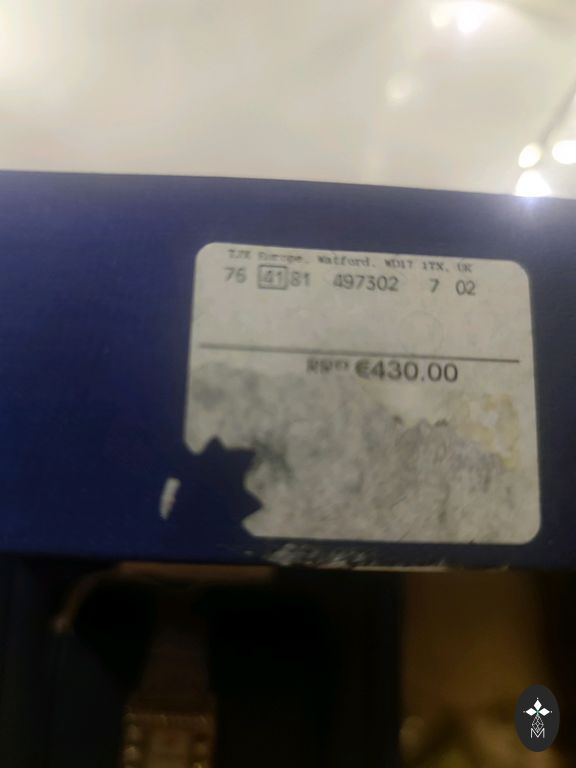 TJX Europe, Watford, WD17 1TX, UK
76 41 81 497302 7 02
RRP €430.00
M